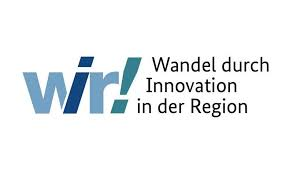 wir!
Wandel durch
Innovation
in der Region